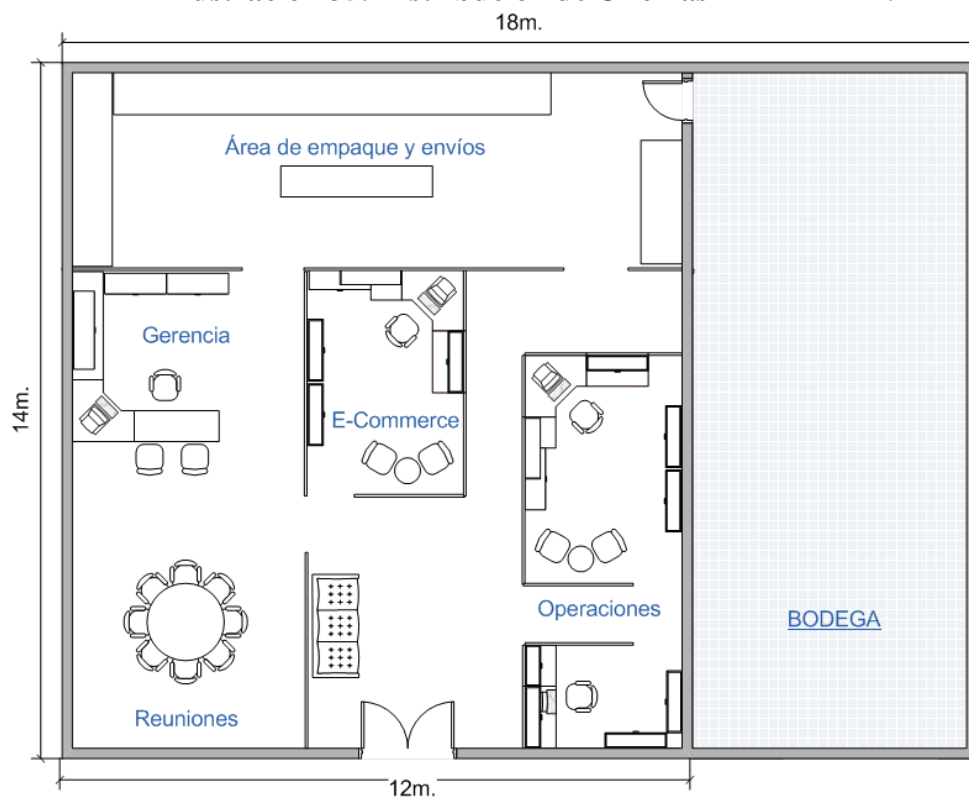 18m.
Área de empaque y envíos
Gerencia
14m.
E-Commerce
Operaciones
BODEGA
Reuniones
12m.